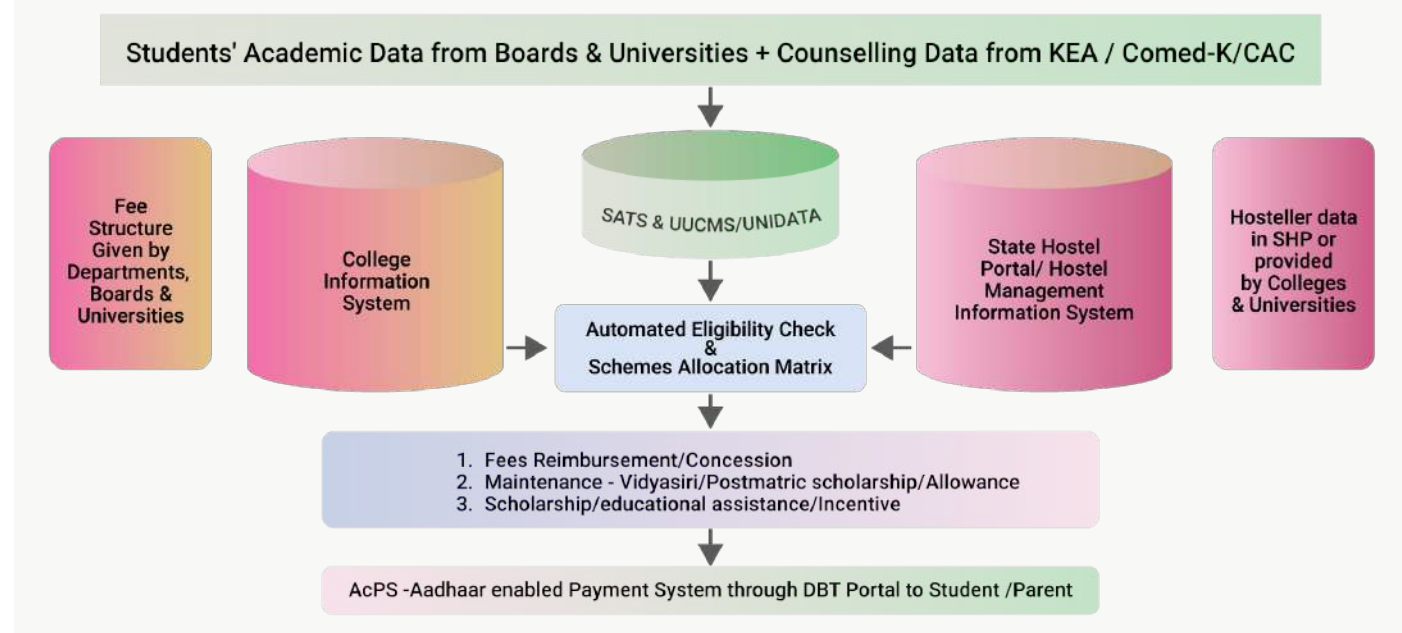 Students' Academic Data from Boards & Universities + Counselling Data from KEA / Comed-K/CAC
Fee
Structure
Given by
Departments,
Boards &
Universities
College
Information
System
SATS & UUCMS/UNIDATA
State Hostel
Portal/ Hostel
Management
Information System
Hosteller data
in SHP or
provided
by Colleges
& Universities
Automated Eligibility Check
&
Schemes Allocation Matrix
1. Fees Reimbursement/Concession
2. Maintenance - Vidyasiri/Postmatric scholarship/Allowance
3. Scholarship/educational assistance/Incentive
AcPS -Aadhaar enabled Payment System through DBT Portal to Student /Parent